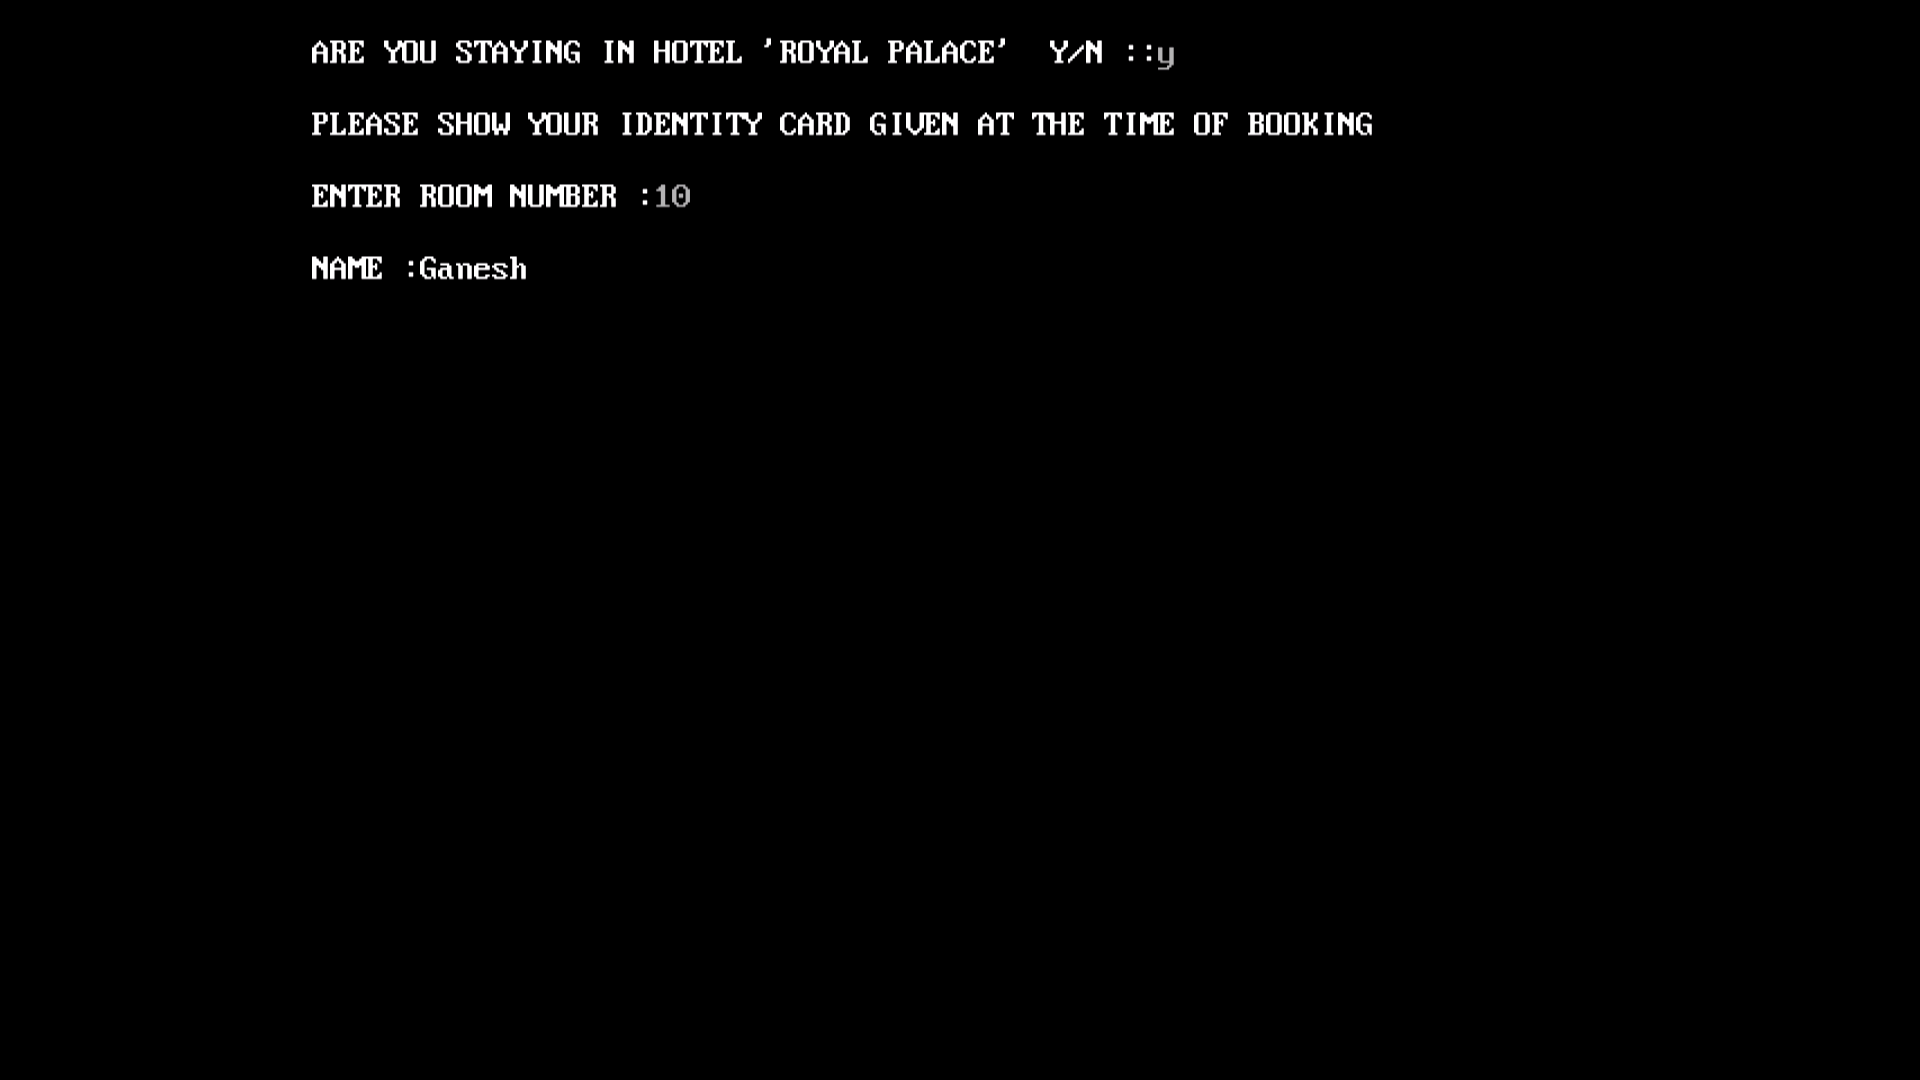 ARE YOU STAYING IN HOTEL 'ROYAL PALACE'  Y/N ::y
PLEASE SHOW YOUR IDENTITY CARD GIVEN AT THE TIME OF BOOKING
ENTER ROOM NUMBER :10
NAME :Ganesh